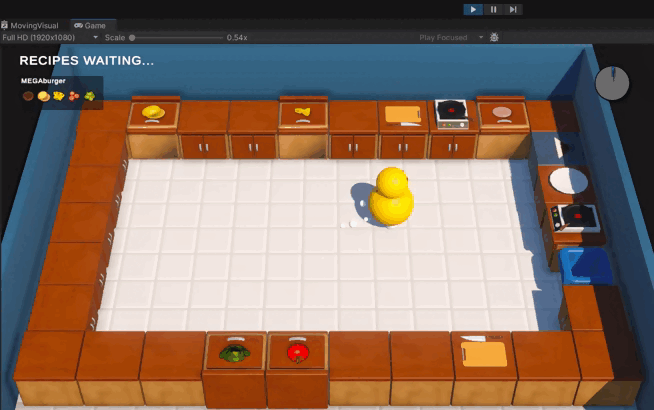 MovingVisual Game
Full HD (1920x1080) Scale 0.54x Play Focused
RECIPES WAITING...
MEGAburger